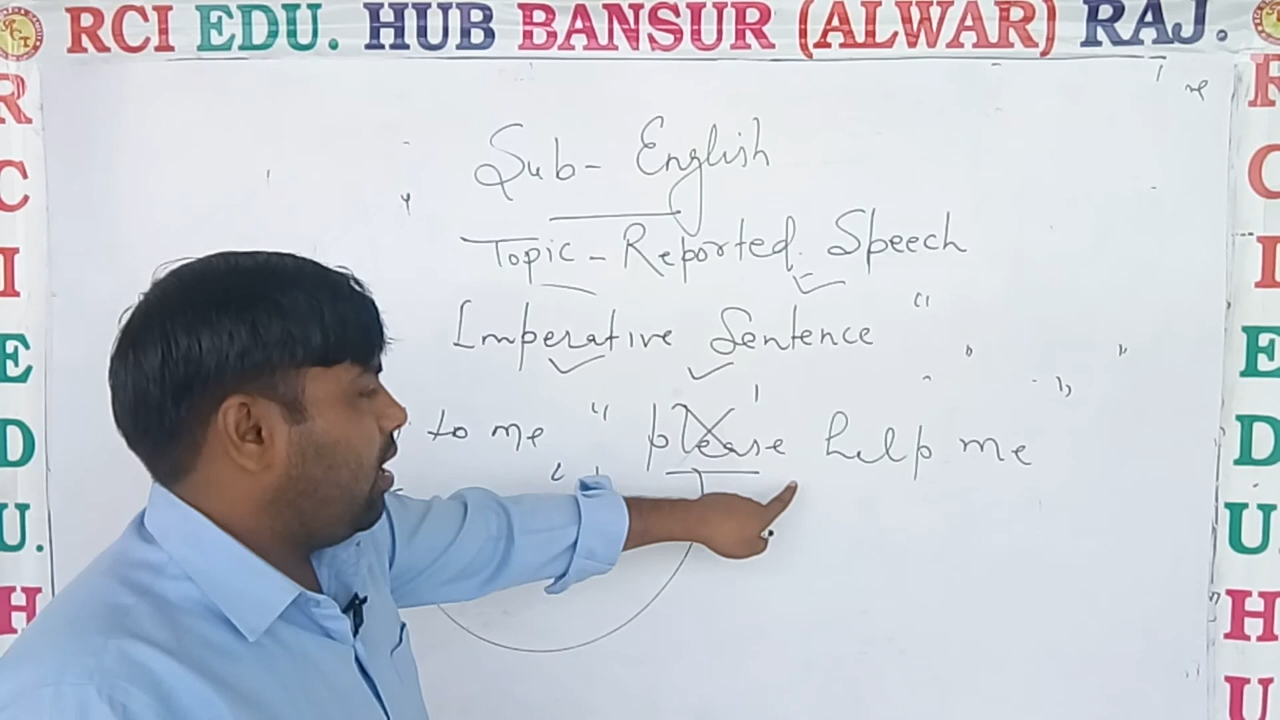 RCI EDU. HUB BANSUR (ALWAR) RAJ.
Sub- English
Topic - Reported Speech
Imperative Sentence
to me " please help me
R
C
I
E
D
U.
H
R
C
I
E
D
U.
H
U